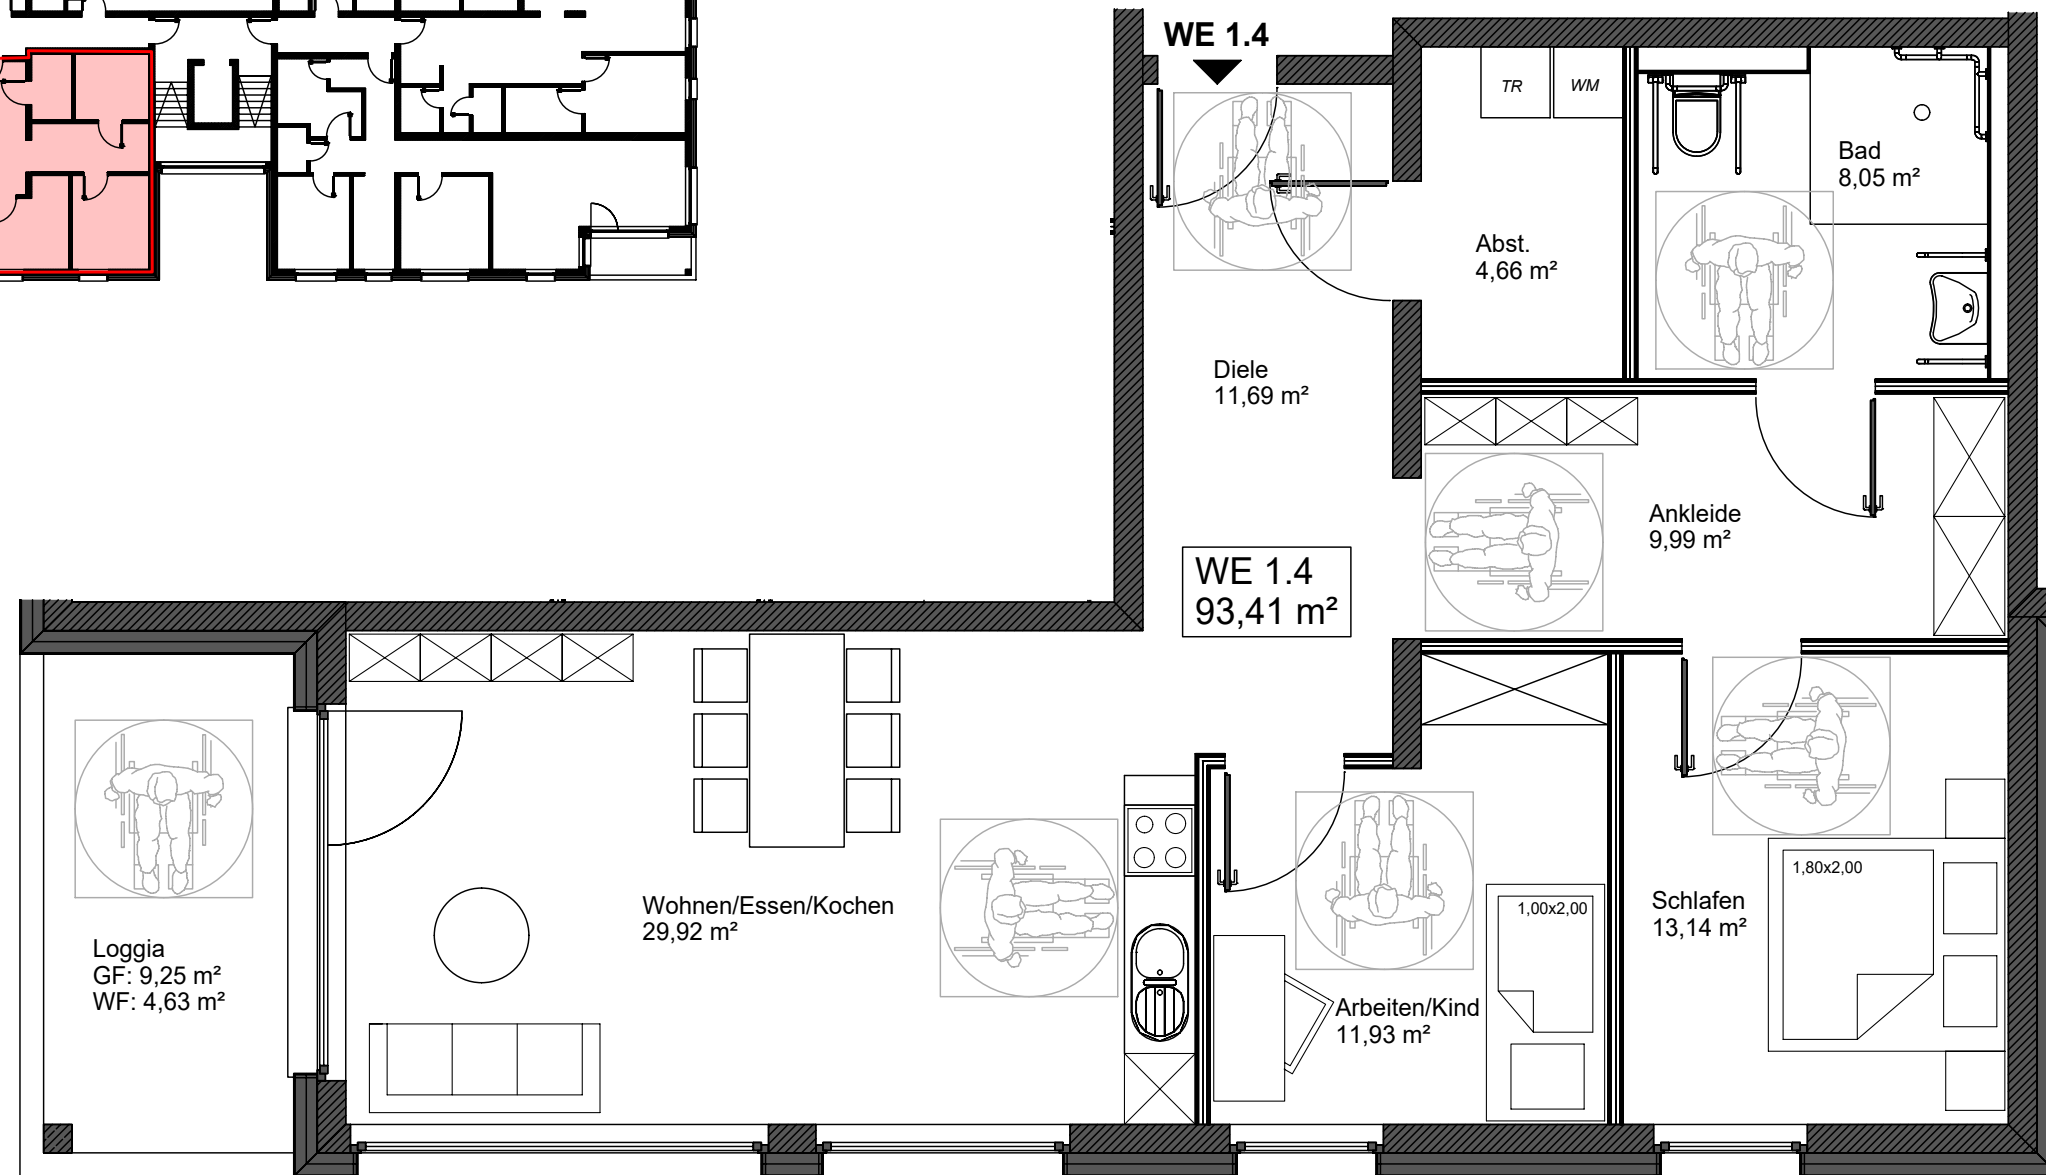 WE 1.4
TR
WM
Bad
8,05 m²
Abst.
4,66 m²
Diele
11,69 m²
Ankleide
9,99 m²
WE 1.4
93,41 m²
Wohnen/Essen/Kochen
29,92 m²
Loggia
GF: 9,25 m²
WF: 4,63 m²
Arbeiten/Kind
11,93 m²
1,00x2,00
Schlafen
13,14 m²
1,80x2,00